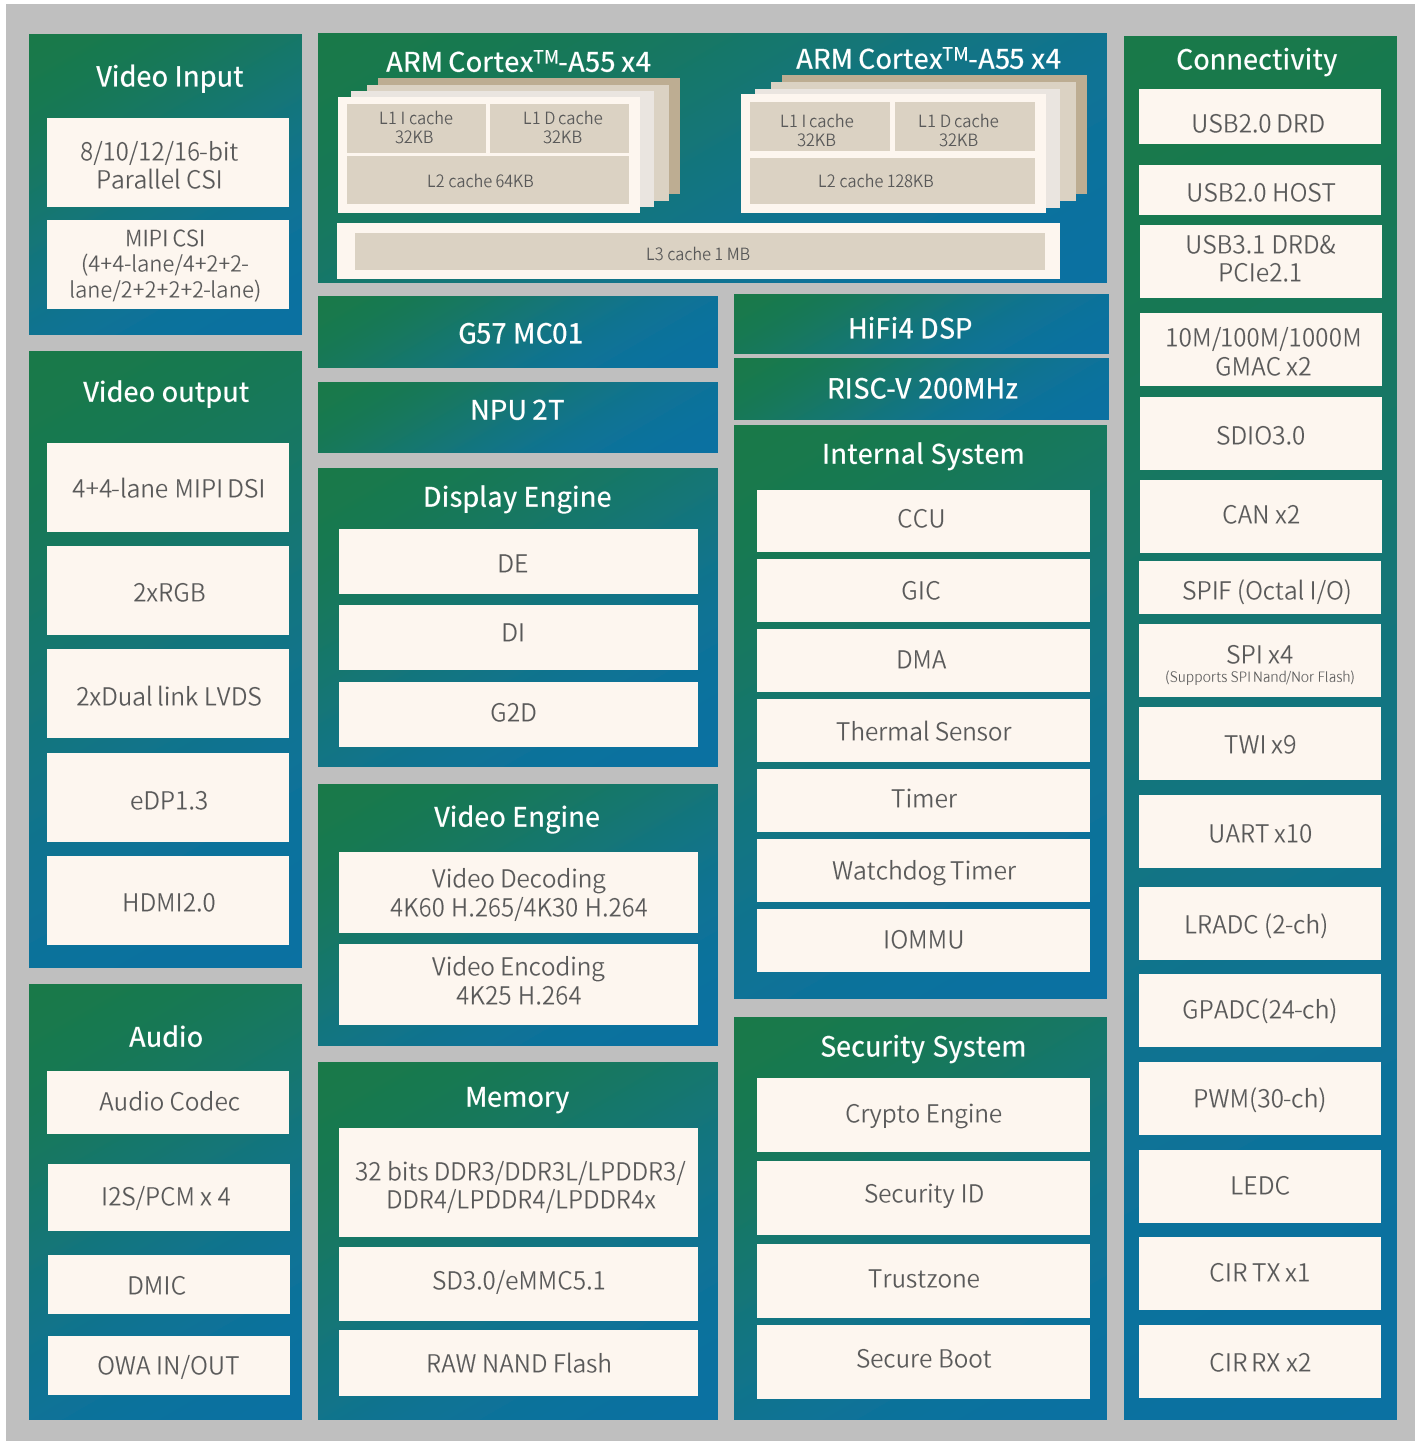 Video Input
8/10/12/16-bit
Parallel CSI
MIPI CSI
(4+4-lane/4+2+2-
lane/2+2+2+2-lane)
Video output
4+4-lane MIPI DSI
2xRGB
2xDual link LVDS
eDP1.3
HDMI2.0
Audio
Audio Codec
I2S/PCM x 4
DMIC
OWA IN/OUT
ARM Cortex™-A55 x4
L1 I cache
32KB
L1 D cache
32KB
L2 cache 64KB
ARM Cortex™-A55 x4
L1 I cache
32KB
L1 D cache
32KB
L2 cache 128KB
L3 cache 1 MB
G57 MC01
NPU 2T
Display Engine
DE
DI
G2D
Video Engine
Video Decoding
4K60 H.265/4K30 H.264
Video Encoding
4K25 H.264
Memory
32 bits DDR3/DDR3L/LPDDR3/
DDR4/LPDDR4/LPDDR4x
SD3.0/eMMC5.1
RAW NAND Flash
HiFi4 DSP
RISC-V 200MHz
Internal System
CCU
GIC
DMA
Thermal Sensor
Timer
Watchdog Timer
IOMMU
Security System
Crypto Engine
Security ID
Trustzone
Secure Boot
Connectivity
USB2.0 DRD
USB2.0 HOST
USB3.1 DRD&
PCIe2.1
10M/100M/1000M
GMAC x2
SDIO3.0
CAN x2
SPIF (Octal I/O)
SPI x4
(Supports SPI Nand/Nor Flash)
TWI x9
UART x10
LRADC (2-ch)
GPADC(24-ch)
PWM(30-ch)
LEDC
CIR TX x1
CIR RX x2